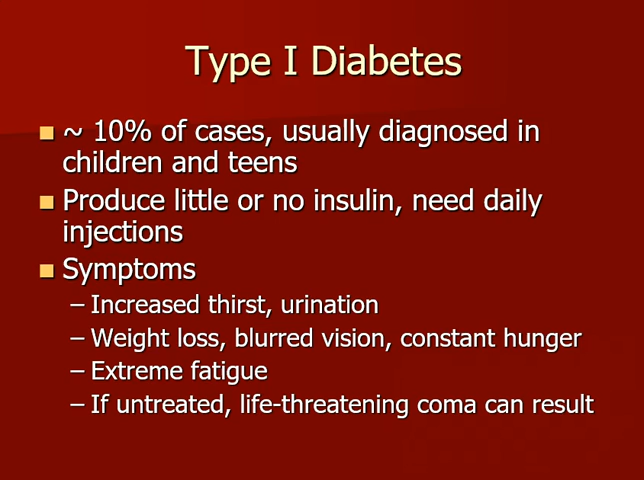 Type I Diabetes
~ 10% of cases, usually diagnosed in
children and teens
Produce little or no insulin, need daily
injections
Symptoms
– Increased thirst, urination
– Weight loss, blurred vision, constant hunger
– Extreme fatigue
– If untreated, life-threatening coma can result